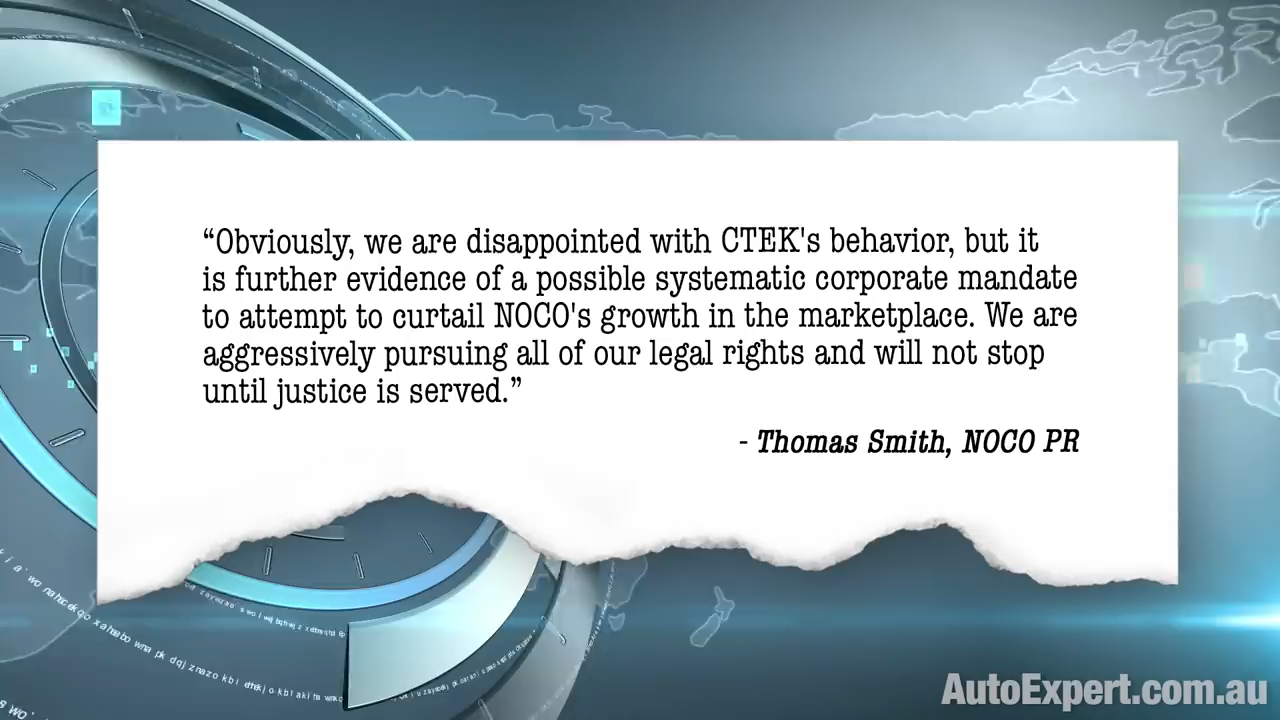 “Obviously, we are disappointed with CTEK's behavior, but it
is further evidence of a possible systematic corporate mandate
to attempt to curtail NOCO's growth in the marketplace. We are
aggressively pursuing all of our legal rights and will not stop
until justice is served.”
- Thomas Smith, NOCO PR
AutoExpert.com.au